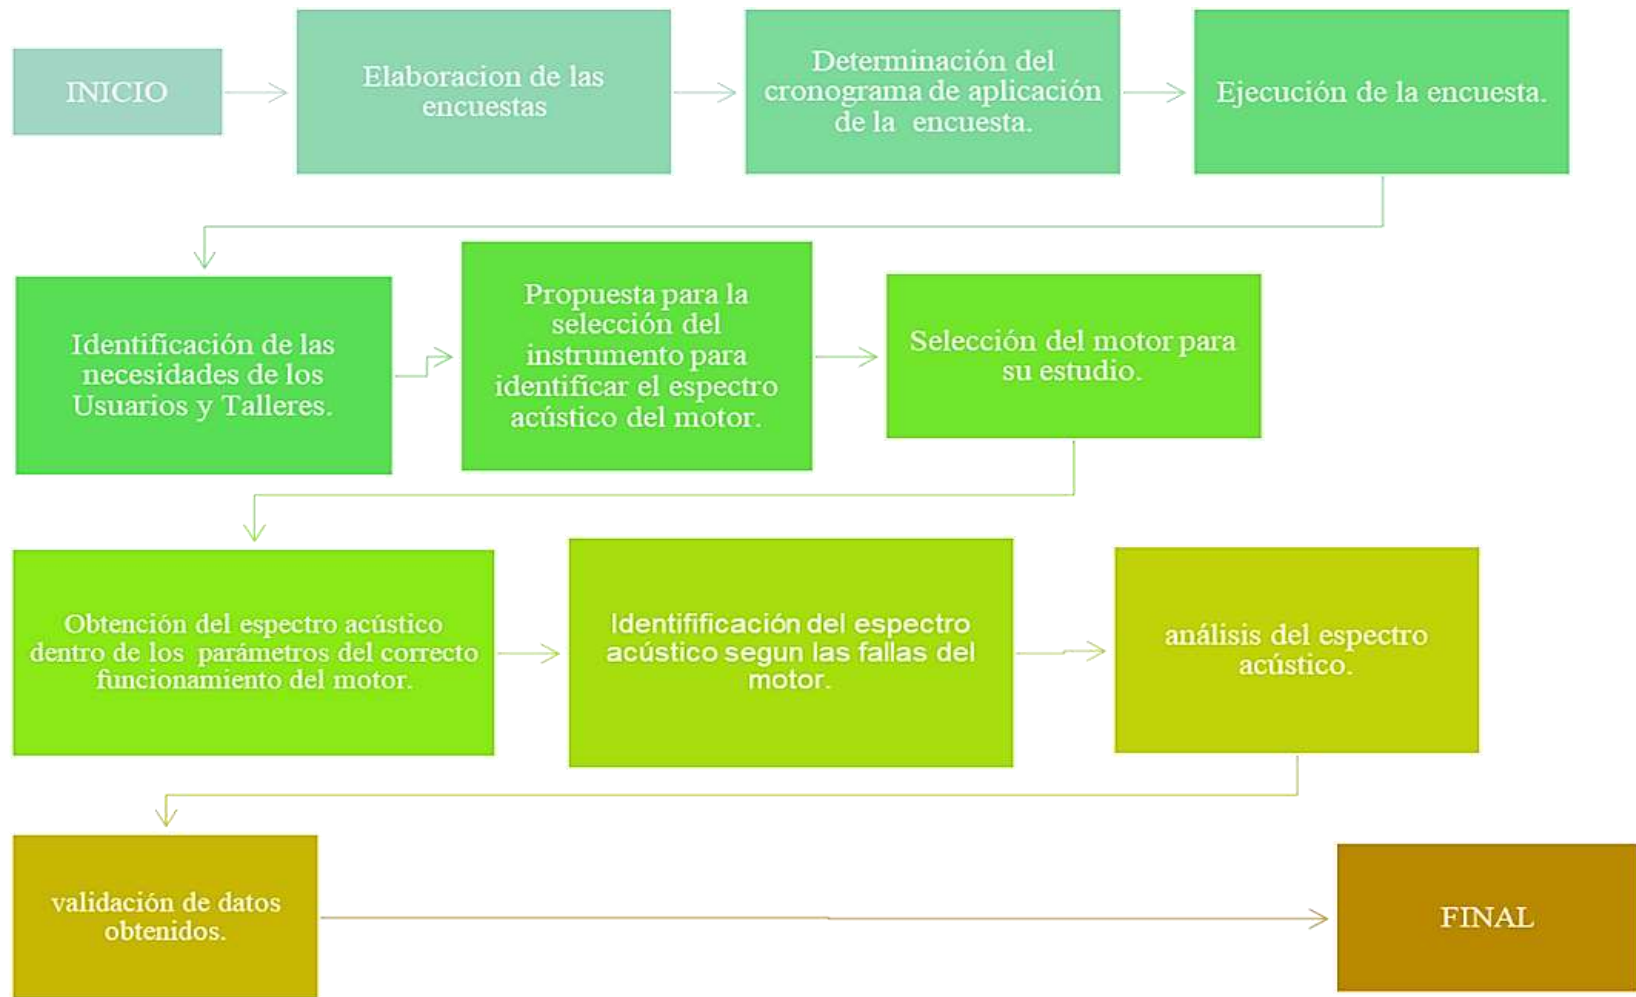 INICIO
Elaboracion de las
encuestas
Determinación del
cronograma de aplicación
de la encuesta.
Ejecución de la encuesta.
Identificación de las
necesidades de los
Usuarios y Talleres.
Propuesta para la
selección del
instrumento para
identificar el espectro
acústico del motor.
Selección del motor para
su estudio.
Obtención del espectro acústico
dentro de los parámetros del correcto
funcionamiento del motor.
Identifificación del espectro
acústico segun las fallas del
motor.
análisis del espectro
acústico.
validación de datos
obtenidos.
FINAL